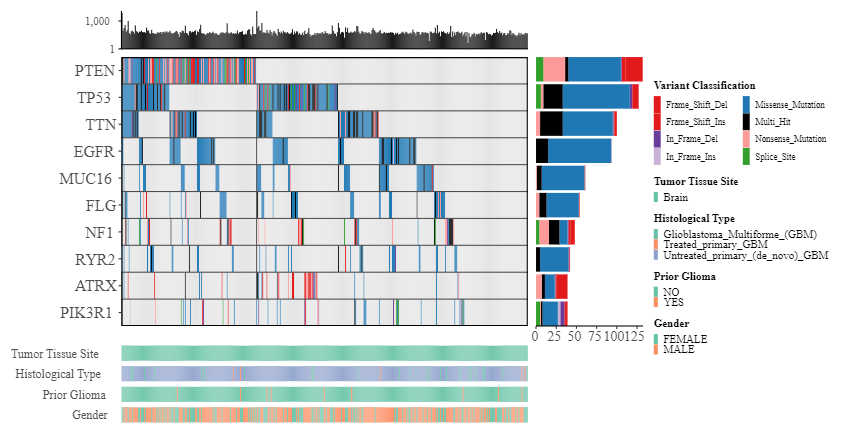 1,000
1
PTEN
TP53
TTN
EGFR
MUC16
FLG
NF1
RYR2
ATRX
PIK3R1
0 25 50 75 100 125
Variant Classification
Frame_Shift_Del Missense_Mutation
Frame_Shift_Ins Multi_Hit
In_Frame_Del Nonsense_Mutation
In_Frame_Ins Splice_Site
Tumor Tissue Site
Brain
Histological Type
Glioblastoma_Multiforme_(GBM)
Treated_primary_GBM
Untreated_primary_(de_novo)_GBM
Prior Glioma
NO
YES
Gender
FEMALE
MALE
Tumor Tissue Site
Histological Type
Prior Glioma
Gender